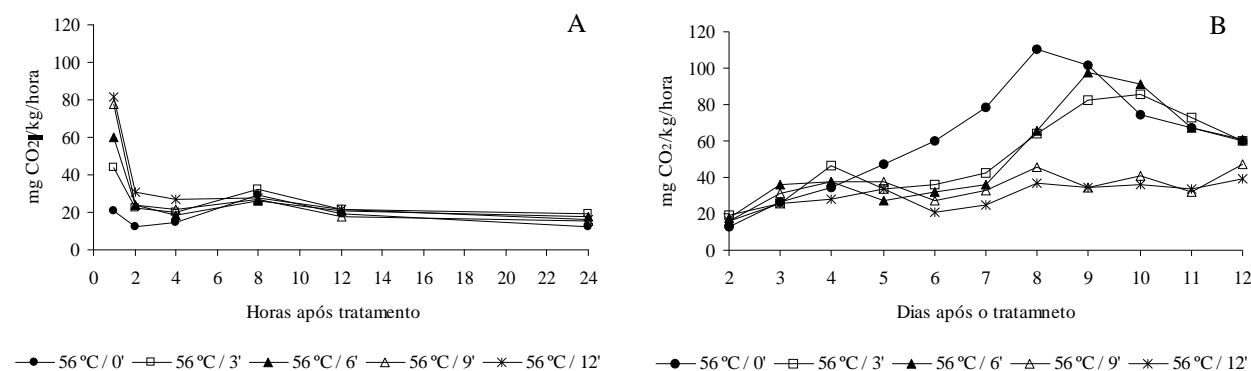 A
mg CO2/kg/hora
120
100
80
60
40
20
0
0 2 4 6 8 10 12 14 16 18 20 22 24
Horas após tratamento
56 ºC / 0' 56 ºC / 3' 56 ºC / 6' 56 ºC / 9' 56 ºC / 12'
B
mg CO2/kg/hora
120
100
80
60
40
20
0
2 3 4 5 6 7 8 9 10 11 12
Dias após o tratamneto
56 ºC / 0' 56 ºC / 3' 56 ºC / 6' 56 ºC / 9' 56 ºC / 12'